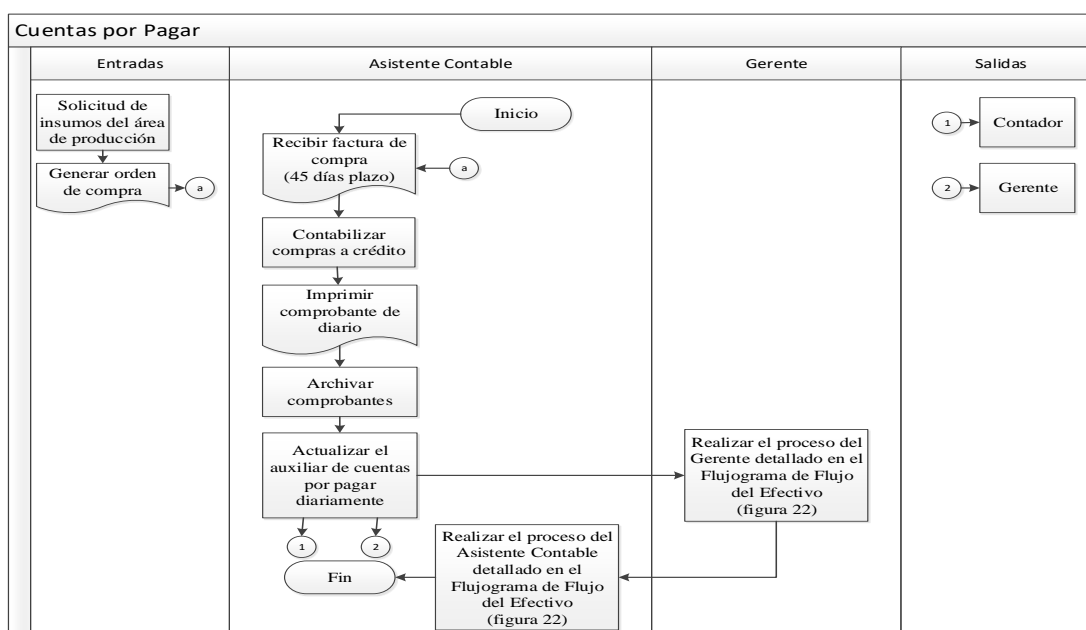 Cuentas por Pagar
Entradas
Asistente Contable
Gerente
Salidas
Solicitud de
insumos del área
de producción
Generar orden
de compra
a
Inicio
Recibir factura de
compra
(45 días plazo)
a
Contabilizar
compras a crédito
Imprimir
comprobante de
diario
Archivar
comprobantes
Actualizar el
auxiliar de cuentas
por pagar
diariamente
1
2
Realizar el proceso del
Gerente detallado en el
Flujograma de Flujo
del Efectivo
(figura 22)
Realizar el proceso del
Asistente Contable
detallado en el
Flujograma de Flujo
del Efectivo
(figura 22)
Fin
1
Contador
2
Gerente